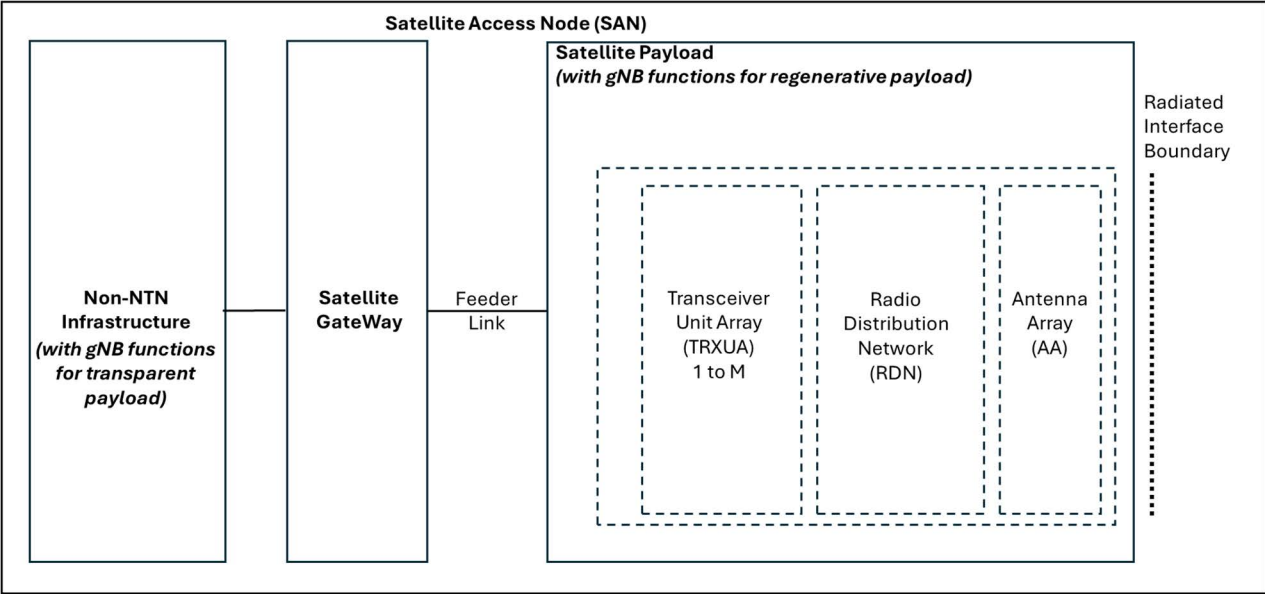 Satellite Access Node (SAN)
Satellite Payload
(with gNB functions for regenerative payload)
Radiated
Interface
Boundary
Non-NTN
Infrastructure
(with gNB functions
for transparent
payload)
Satellite
GateWay
Feeder
Link
Transceiver
Unit Array
(TRXUA)
1 to M
Radio
Distribution
Network
(RDN)
Antenna
Array
(AA)